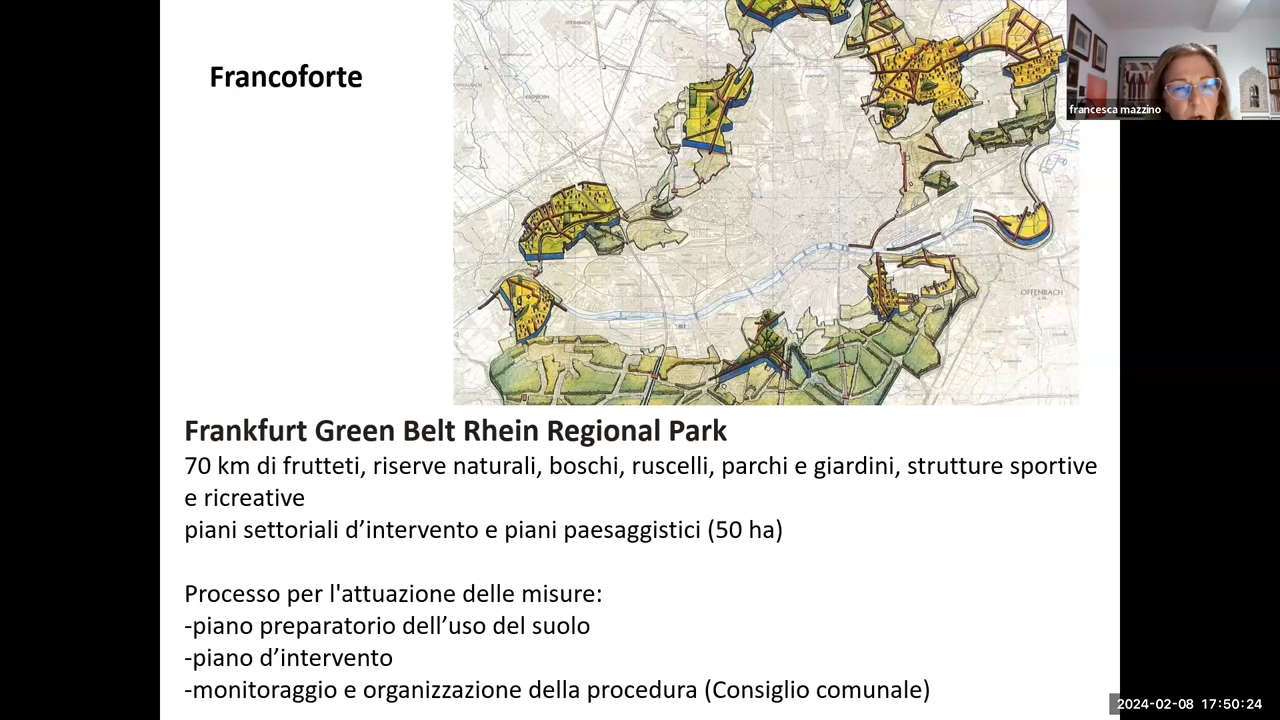 Francoforte
francesca mazzino
OFFENBACH
Frankfurt Green Belt Rhein Regional Park
70 km di frutteti, riserve naturali, boschi, ruscelli, parchi e giardini, strutture sportive
e ricreative
piani settoriali d’intervento e piani paesaggistici (50 ha)
Processo per l'attuazione delle misure:
-piano preparatorio dell’uso del suolo
-piano d’intervento
-monitoraggio e organizzazione della procedura (Consiglio comunale)
2024-02-08 17:50:24